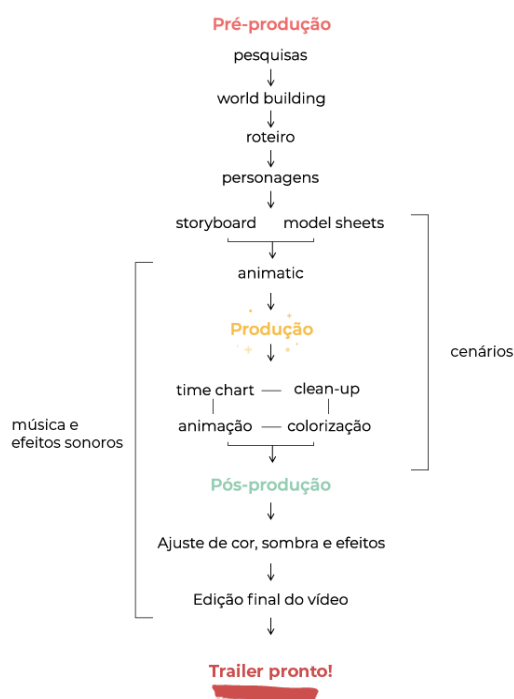 Pré-produção
pesquisas
world building
roteiro
personagens
storyboard model sheets
animatic
Produção
cenários
time chart clean-up
música e
efeitos sonoros
animação colorização
Pós-produção
Ajuste de cor, sombra e efeitos
Edição final do vídeo
Trailer pronto!